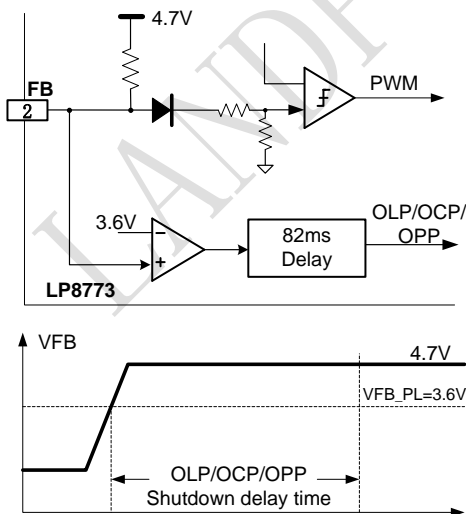 4.7V
FB
2
PWM
3.6V
82ms
Delay
OLP/OCP/
OPP
LP8773
VFB
4.7V
VFB_PL=3.6V
OLP/OCP/OPP
Shutdown delay time